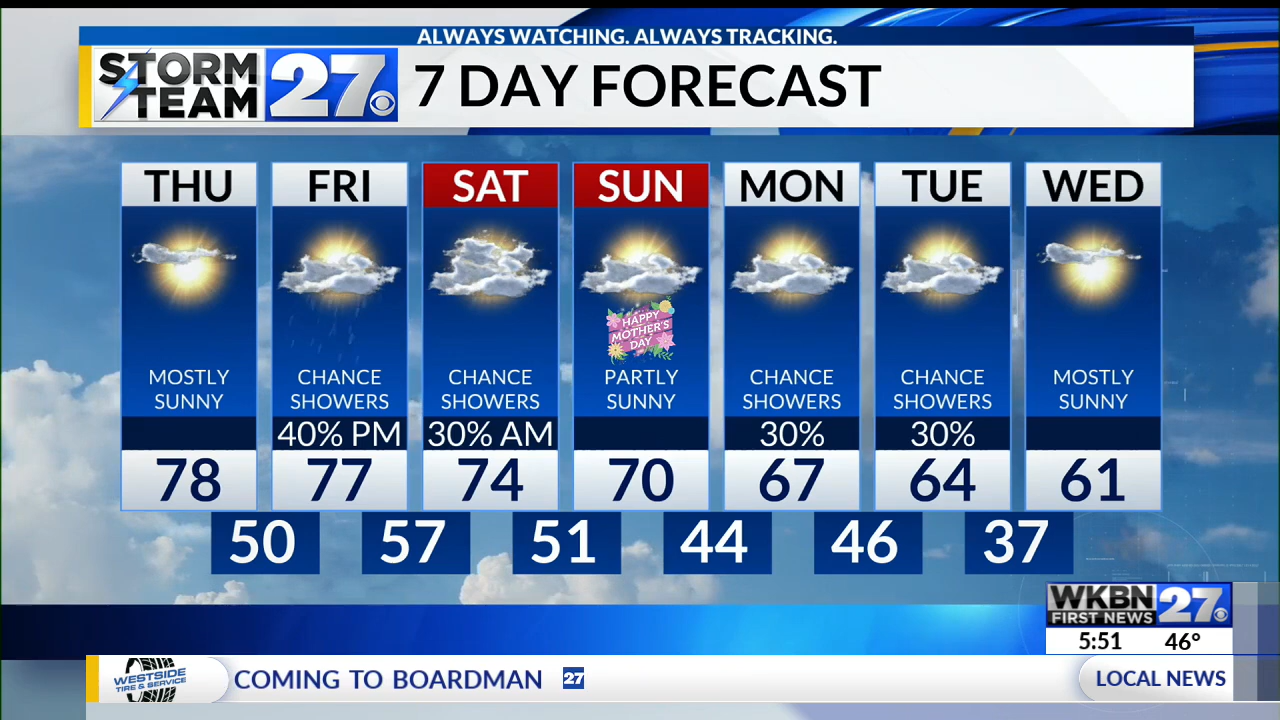 ALWAYS WATCHING. ALWAYS TRACKING.
STORM
TEAM
27
7 DAY FORECAST
THU FRI SAT SUN MON TUE WED
HAPPY
MOTHER'S
DAY
MOSTLY CHANCE CHANCE PARTLY CHANCE CHANCE MOSTLY
SUNNY SHOWERS SHOWERS SUNNY SHOWERS SHOWERS SUNNY
40% PM 30% AM 30% 30%
78 77 74 70 67 64 61
50 57 51 44 46 37
WKBN 27
FIRST NEWS
5:51 46°
WESTSIDE
TIRE & SERVICE
COMING TO BOARDMAN 27
LOCAL NEWS